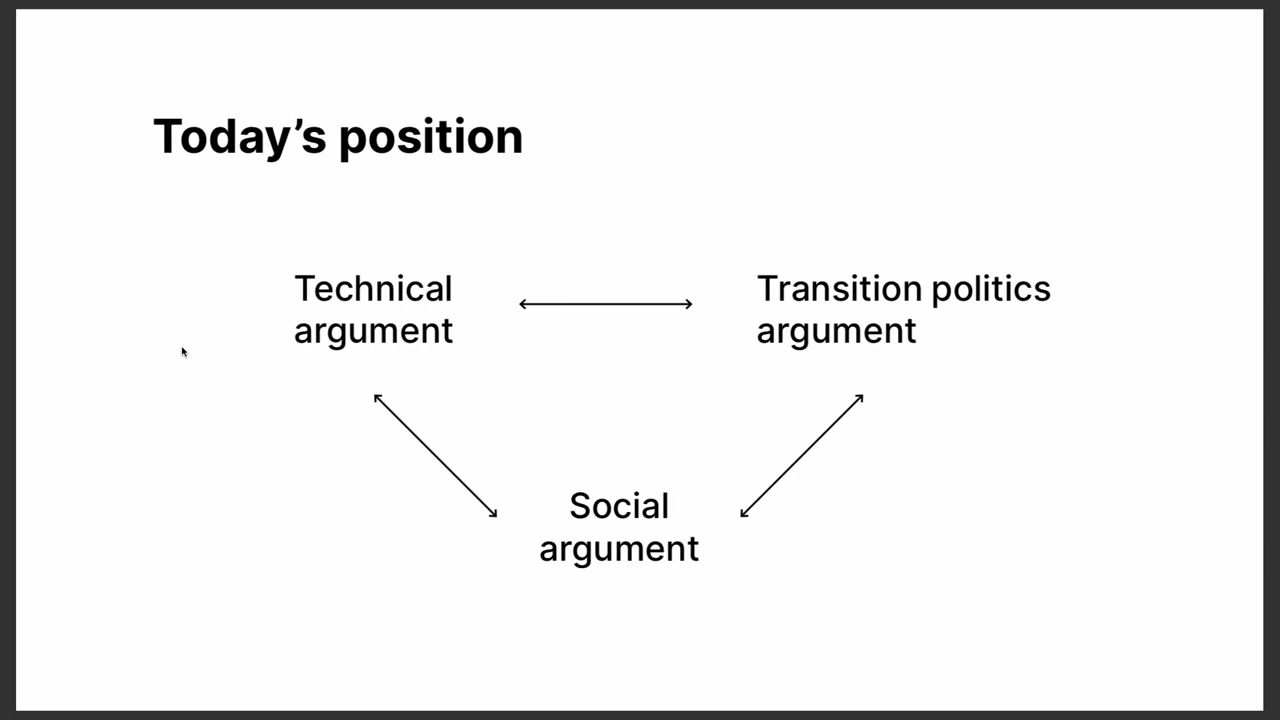 Today’s position
Technical
argument
Transition politics
argument
Social
argument